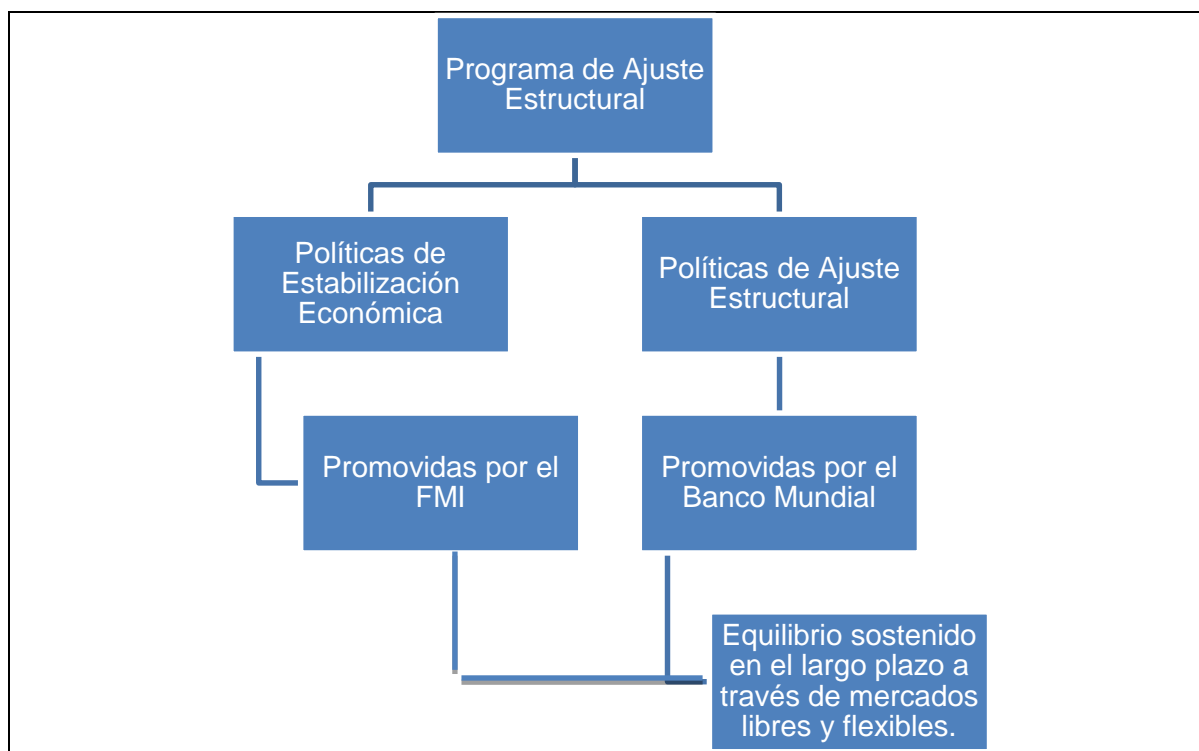 Programa de Ajuste
Estructural
Políticas de
Estabilización
Económica
Políticas de Ajuste
Estructural
Promovidas por el
FMI
Promovidas por el
Banco Mundial
Equilibrio sostenido
en el largo plazo a
través de mercados
libres y flexibles.